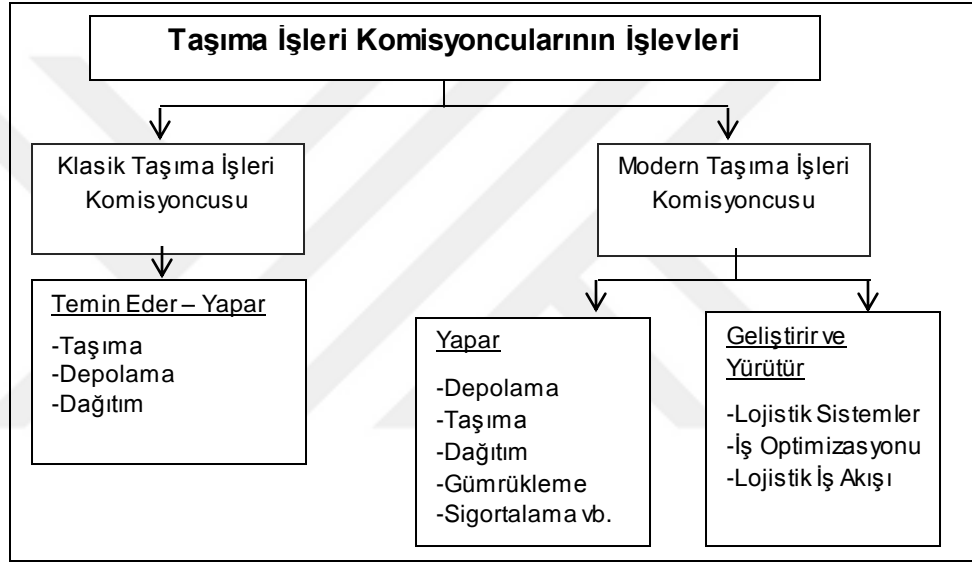 Taşıma İşleri Komisyoncularının İşlevleri
Klasik Taşıma İşleri
Komisyoncusu
Modern Taşıma İşleri
Komisyoncusu
Temin Eder – Yapar
-Taşıma
-Depolama
-Dağıtım
Yapar
-Depolama
-Taşıma
-Dağıtım
-Gümrükleme
-Sigortalama vb.
Geliştirir ve
Yürütür
-Lojistik Sistemler
-İş Optimizasyonu
-Lojistik İş Akışı